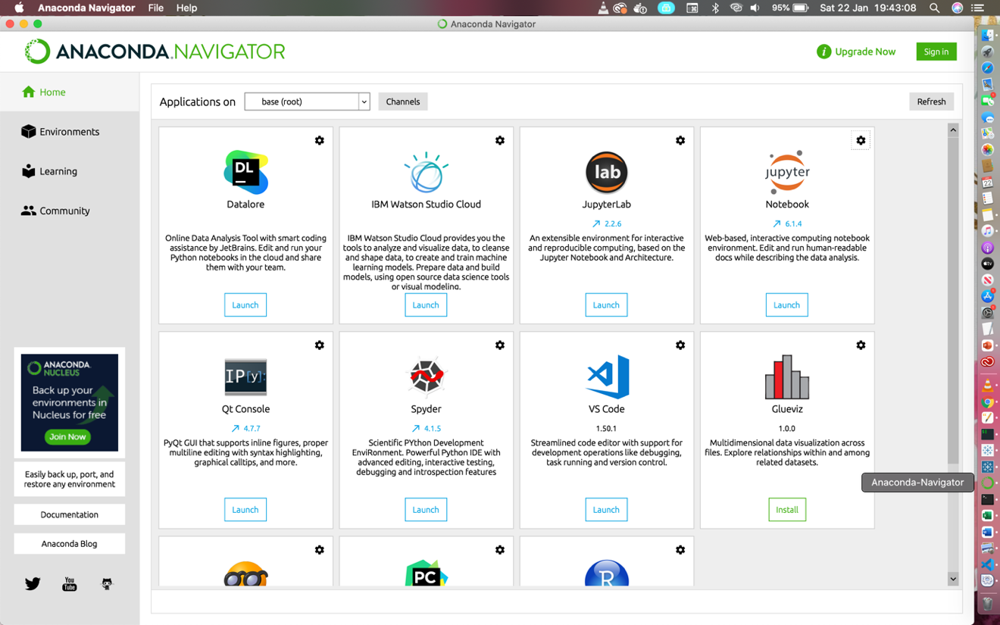 Anaconda Navigator File Help 95% Sat 22 Jan 19:43:08
Anaconda Navigator
ANACONDA.NAVIGATOR
i Upgrade Now
Sign in
Home
Environments
Learning
Community
Applications on
base (root)
Channels
Refresh
DL
Datalore
Online Data Analysis Tool with smart coding
assistance by JetBrains. Edit and run your
Python notebooks in the cloud and share
them with your team.
Launch
IBM Watson Studio Cloud
IBM Watson Studio Cloud provides you the
tools to analyze and visualize data, to cleanse
and shape data, to create and train machine
learning models. Prepare data and build
models, using open source data science tools
or visual modeling.
Launch
lab
JupyterLab
2.2.6
An extensible environment for interactive
and reproducible computing, based on the
Jupyter Notebook and Architecture.
Launch
jupyter
Notebook
6.1.4
Web-based, interactive computing notebook
environment. Edit and run human-readable
docs while describing the data analysis.
Launch
IP[y]:
Qt Console
4.7.7
PyQt GUI that supports inline figures, proper
multiline editing with syntax highlighting,
graphical calltips, and more.
Launch
Spyder
4.1.5
Scientific PYthon Development
EnviRonment. Powerful Python IDE with
advanced editing, interactive testing,
debugging and introspection features
Launch
VS Code
1.50.1
Streamlined code editor with support for
development operations like debugging,
task running and version control.
Launch
Glueviz
1.0.0
Multidimensional data visualization across
files. Explore relationships within and among
related datasets.
Install
PC
R
ANACONDA.
NUCLEUS
Back up your
environments in
Nucleus for free
Join Now
Easily back up, port, and
restore any environment
Documentation
Anaconda Blog
You
Tube
Anaconda-Navigator
22
tv